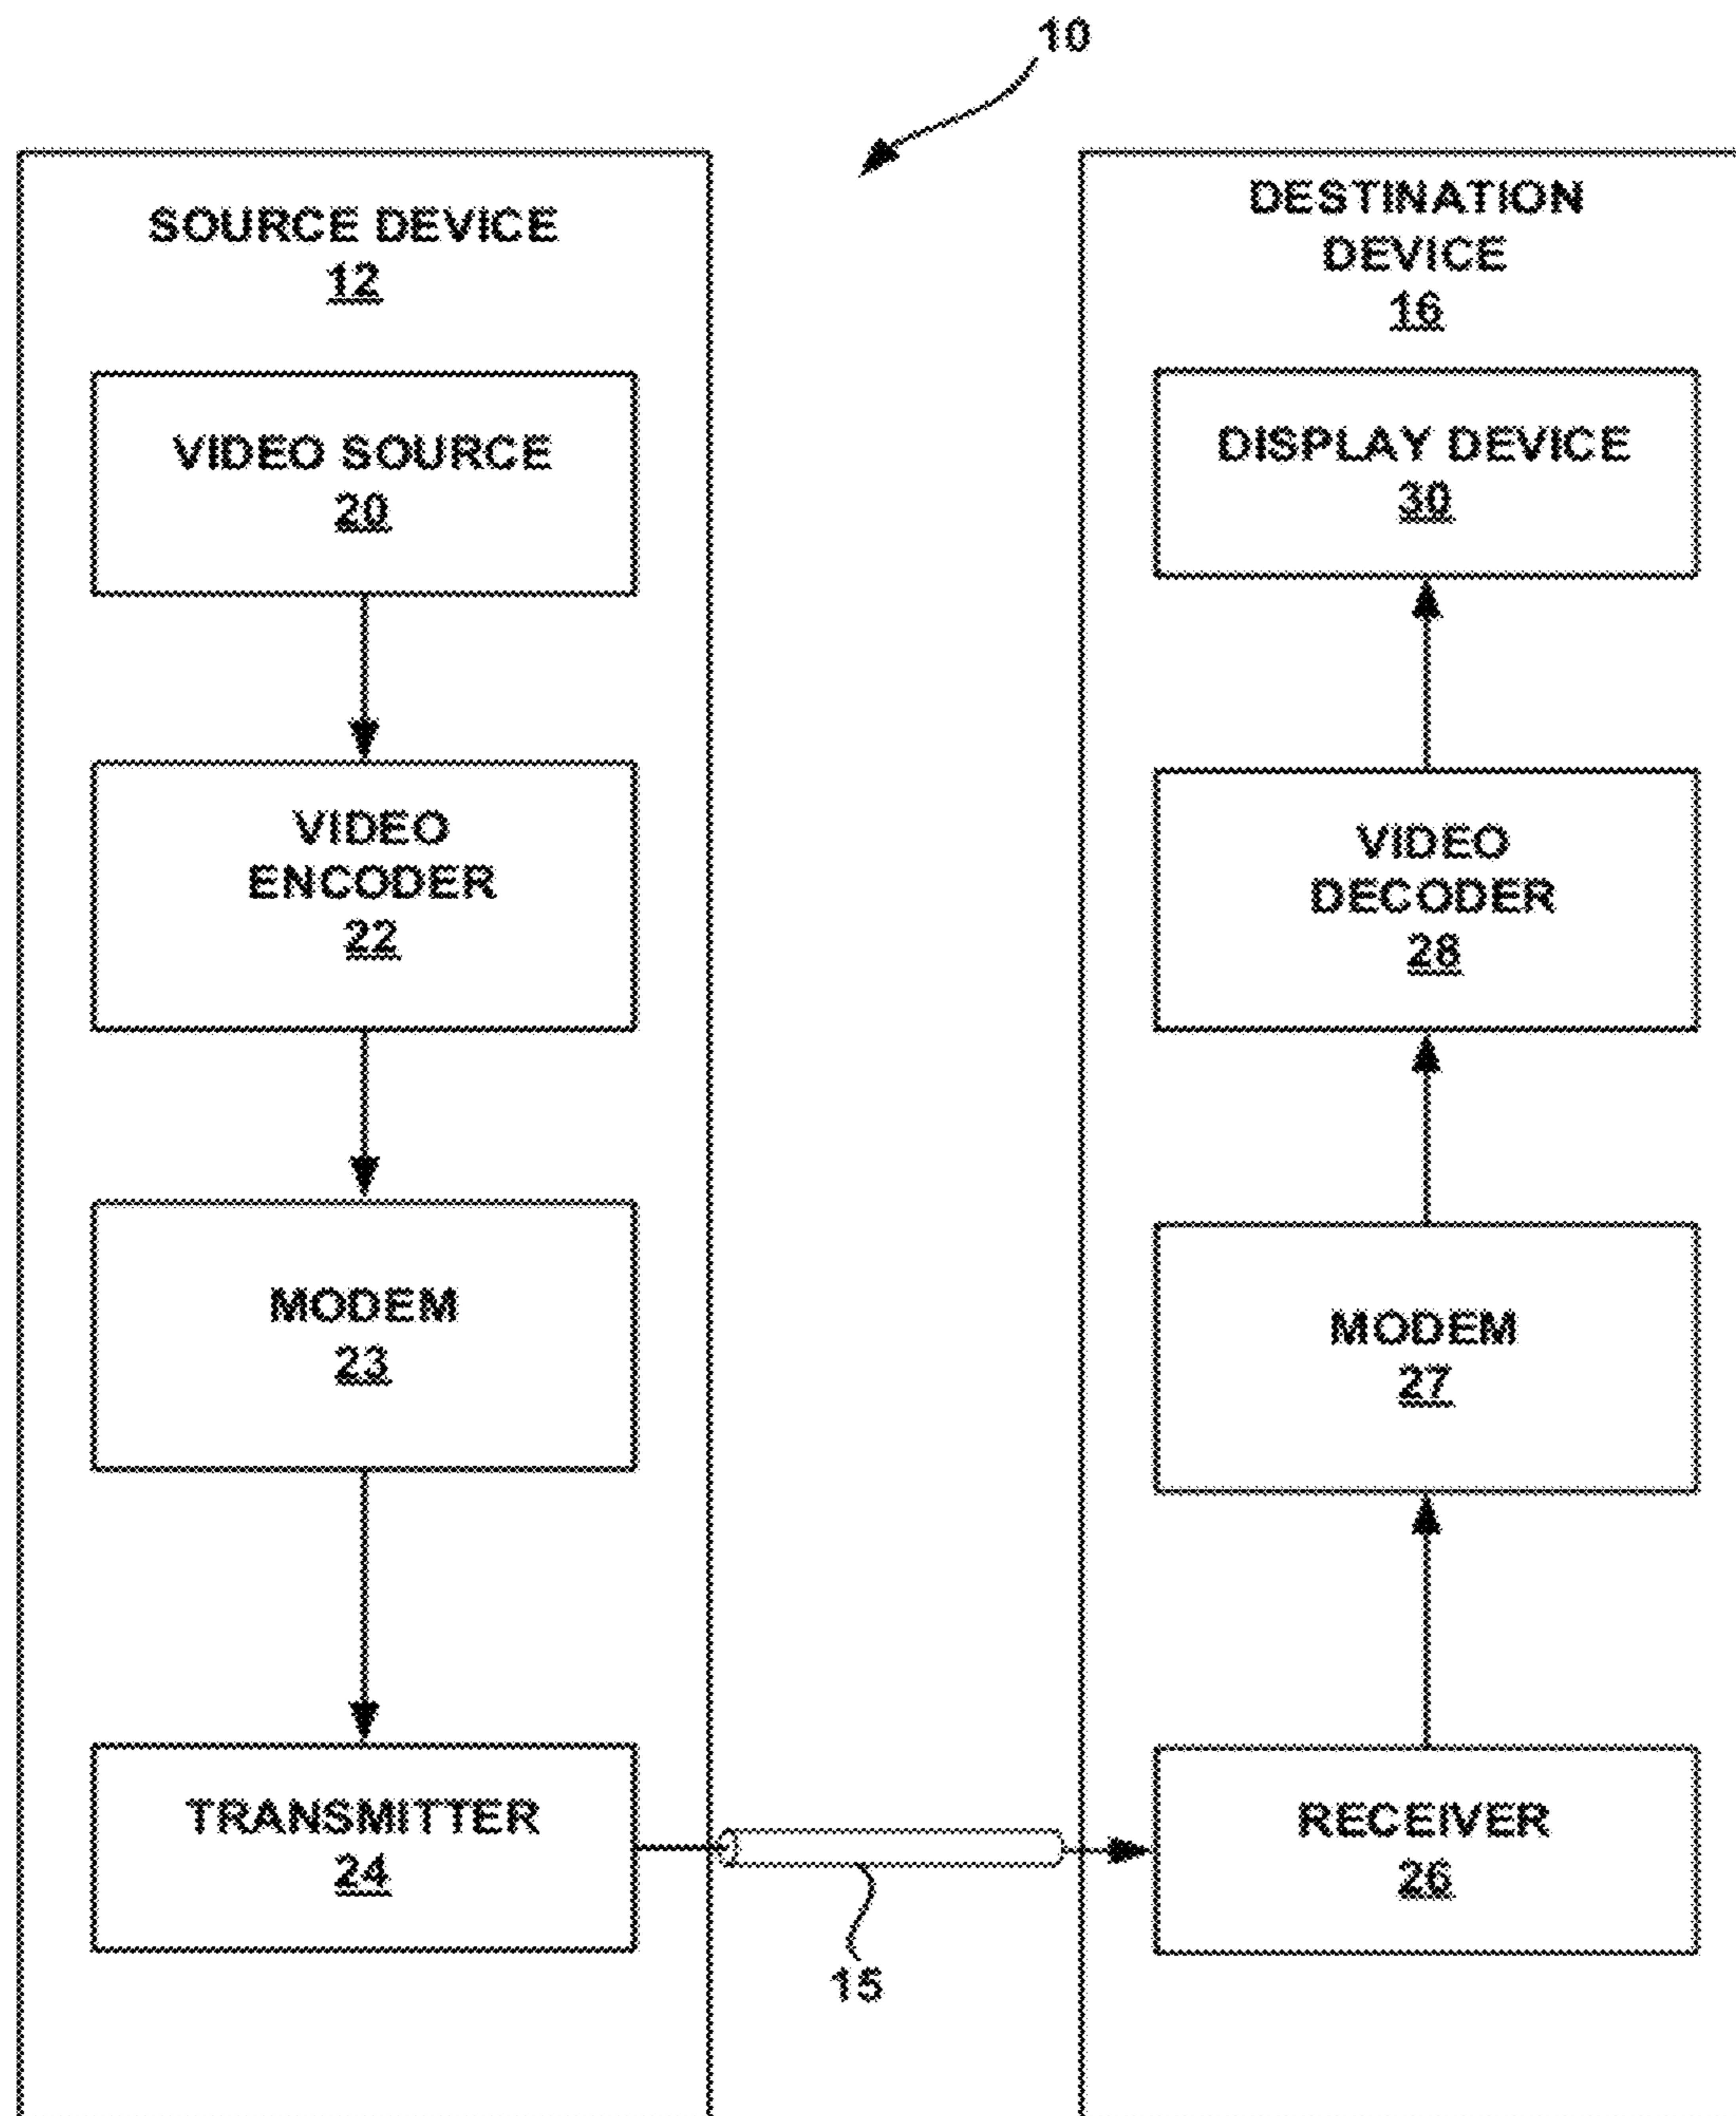 10
SOURCE DEVICE
12
VIDEO SOURCE
20
VIDEO
ENCODER
22
MODEM
23
TRANSMITTER
24
15
DESTINATION
DEVICE
16
DISPLAY DEVICE
30
VIDEO
DECODER
28
MODEM
27
RECEIVER
26